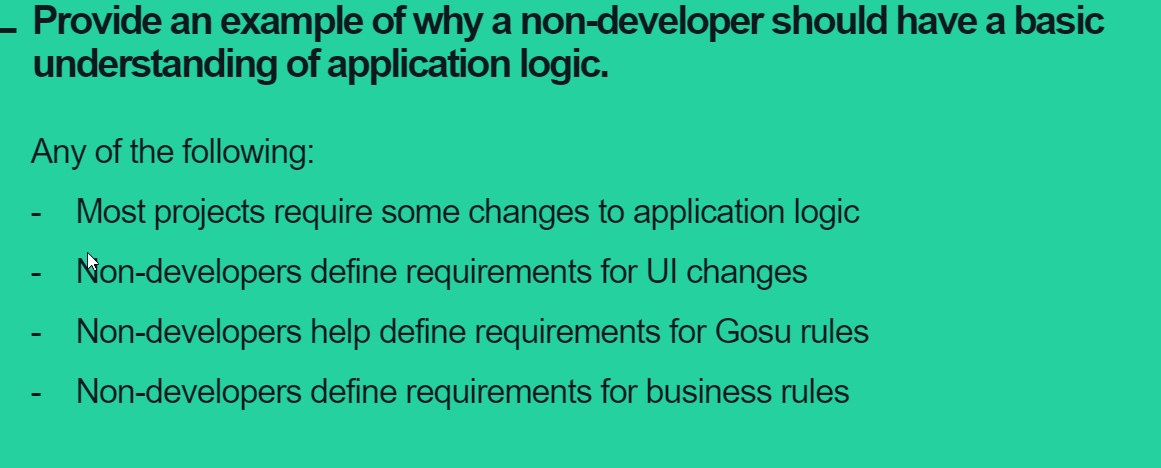 Provide an example of why a non-developer should have a basic
understanding of application logic.
Any of the following:
- Most projects require some changes to application logic
- Non-developers define requirements for UI changes
- Non-developers help define requirements for Gosu rules
- Non-developers define requirements for business rules